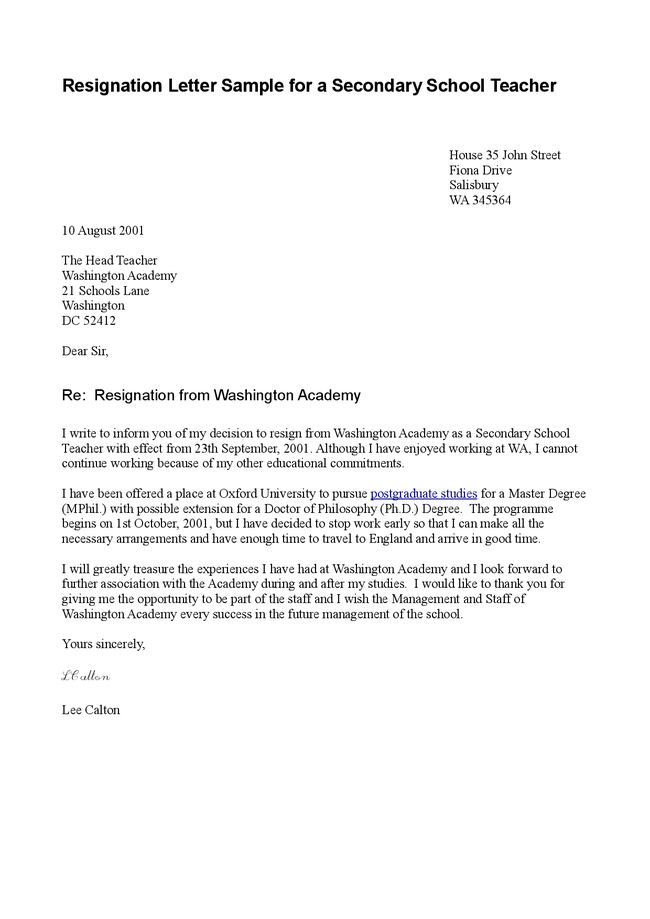 Resignation Letter Sample for a Secondary School Teacher
House 35 John Street
Fiona Drive
Salisbury
WA 345364
10 August 2001
The Head Teacher
Washington Academy
21 Schools Lane
Washington
DC 52412
Dear Sir,
Re:  Resignation from Washington Academy
I write to inform you of my decision to resign from Washington Academy as a Secondary School
Teacher with effect from 23th September, 2001. Although I have enjoyed working at WA, I cannot
continue working because of my other educational commitments.
I have been offered a place at Oxford University to pursue postgraduate studies for a Master Degree
(MPhil.) with possible extension for a Doctor of Philosophy (Ph.D.) Degree.  The programme
begins on 1st October, 2001, but I have decided to stop work early so that I can make all the
necessary arrangements and have enough time to travel to England and arrive in good time.
I will greatly treasure the experiences I have had at Washington Academy and I look forward to
further association with the Academy during and after my studies.  I would like to thank you for
giving me the opportunity to be part of the staff and I wish the Management and Staff of
Washington Academy every success in the future management of the school.
Yours sincerely,
LCalton
Lee Calton